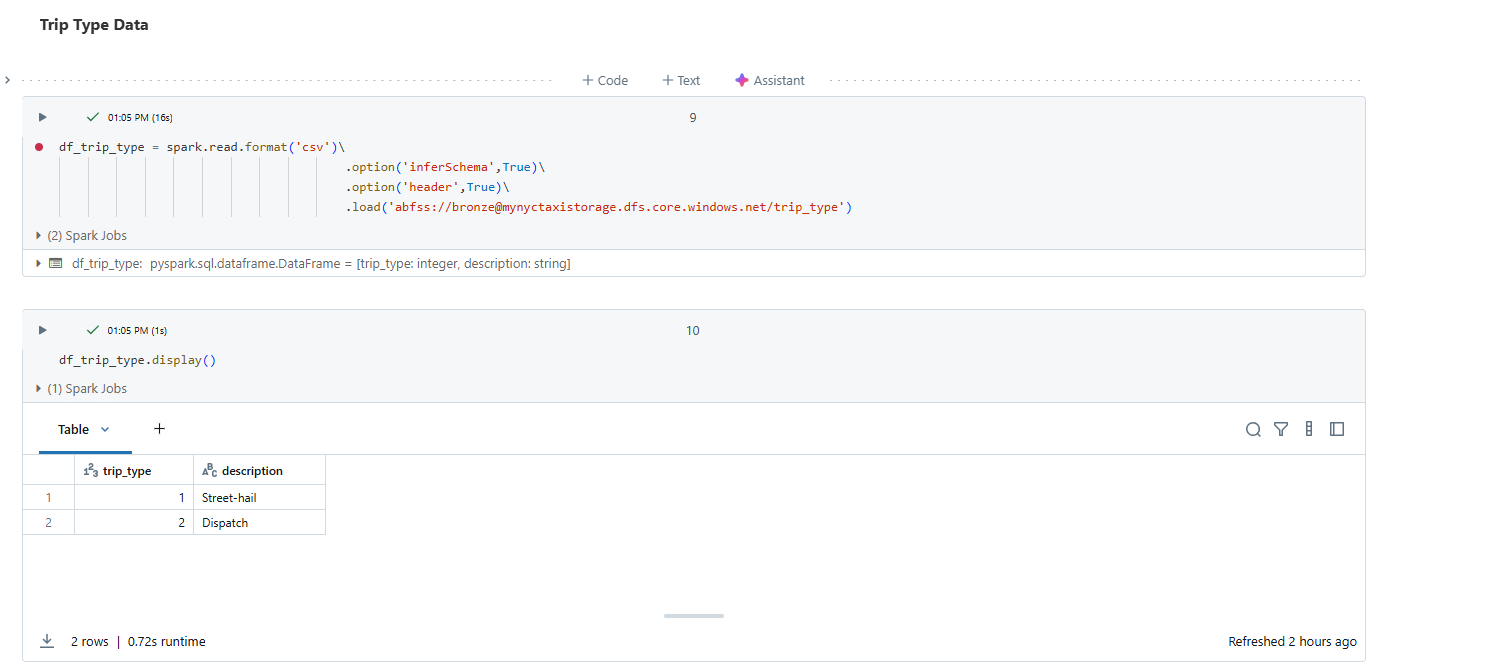 Trip Type Data
+ Code + Text Assistant
01:05 PM (16s) 9
df_trip_type = spark.read.format('csv')\
.option('inferSchema',True)\
.option('header',True)\
.load('abfss://bronze@mynyctaxistorage.dfs.core.windows.net/trip_type')
(2) Spark Jobs
df_trip_type: pyspark.sql.dataframe.DataFrame = [trip_type: integer, description: string]
01:05 PM (1s) 10
df_trip_type.display()
(1) Spark Jobs
Table +
123 trip_type ABC description
1 1 Street-hail
2 2 Dispatch
2 rows | 0.72s runtime Refreshed 2 hours ago